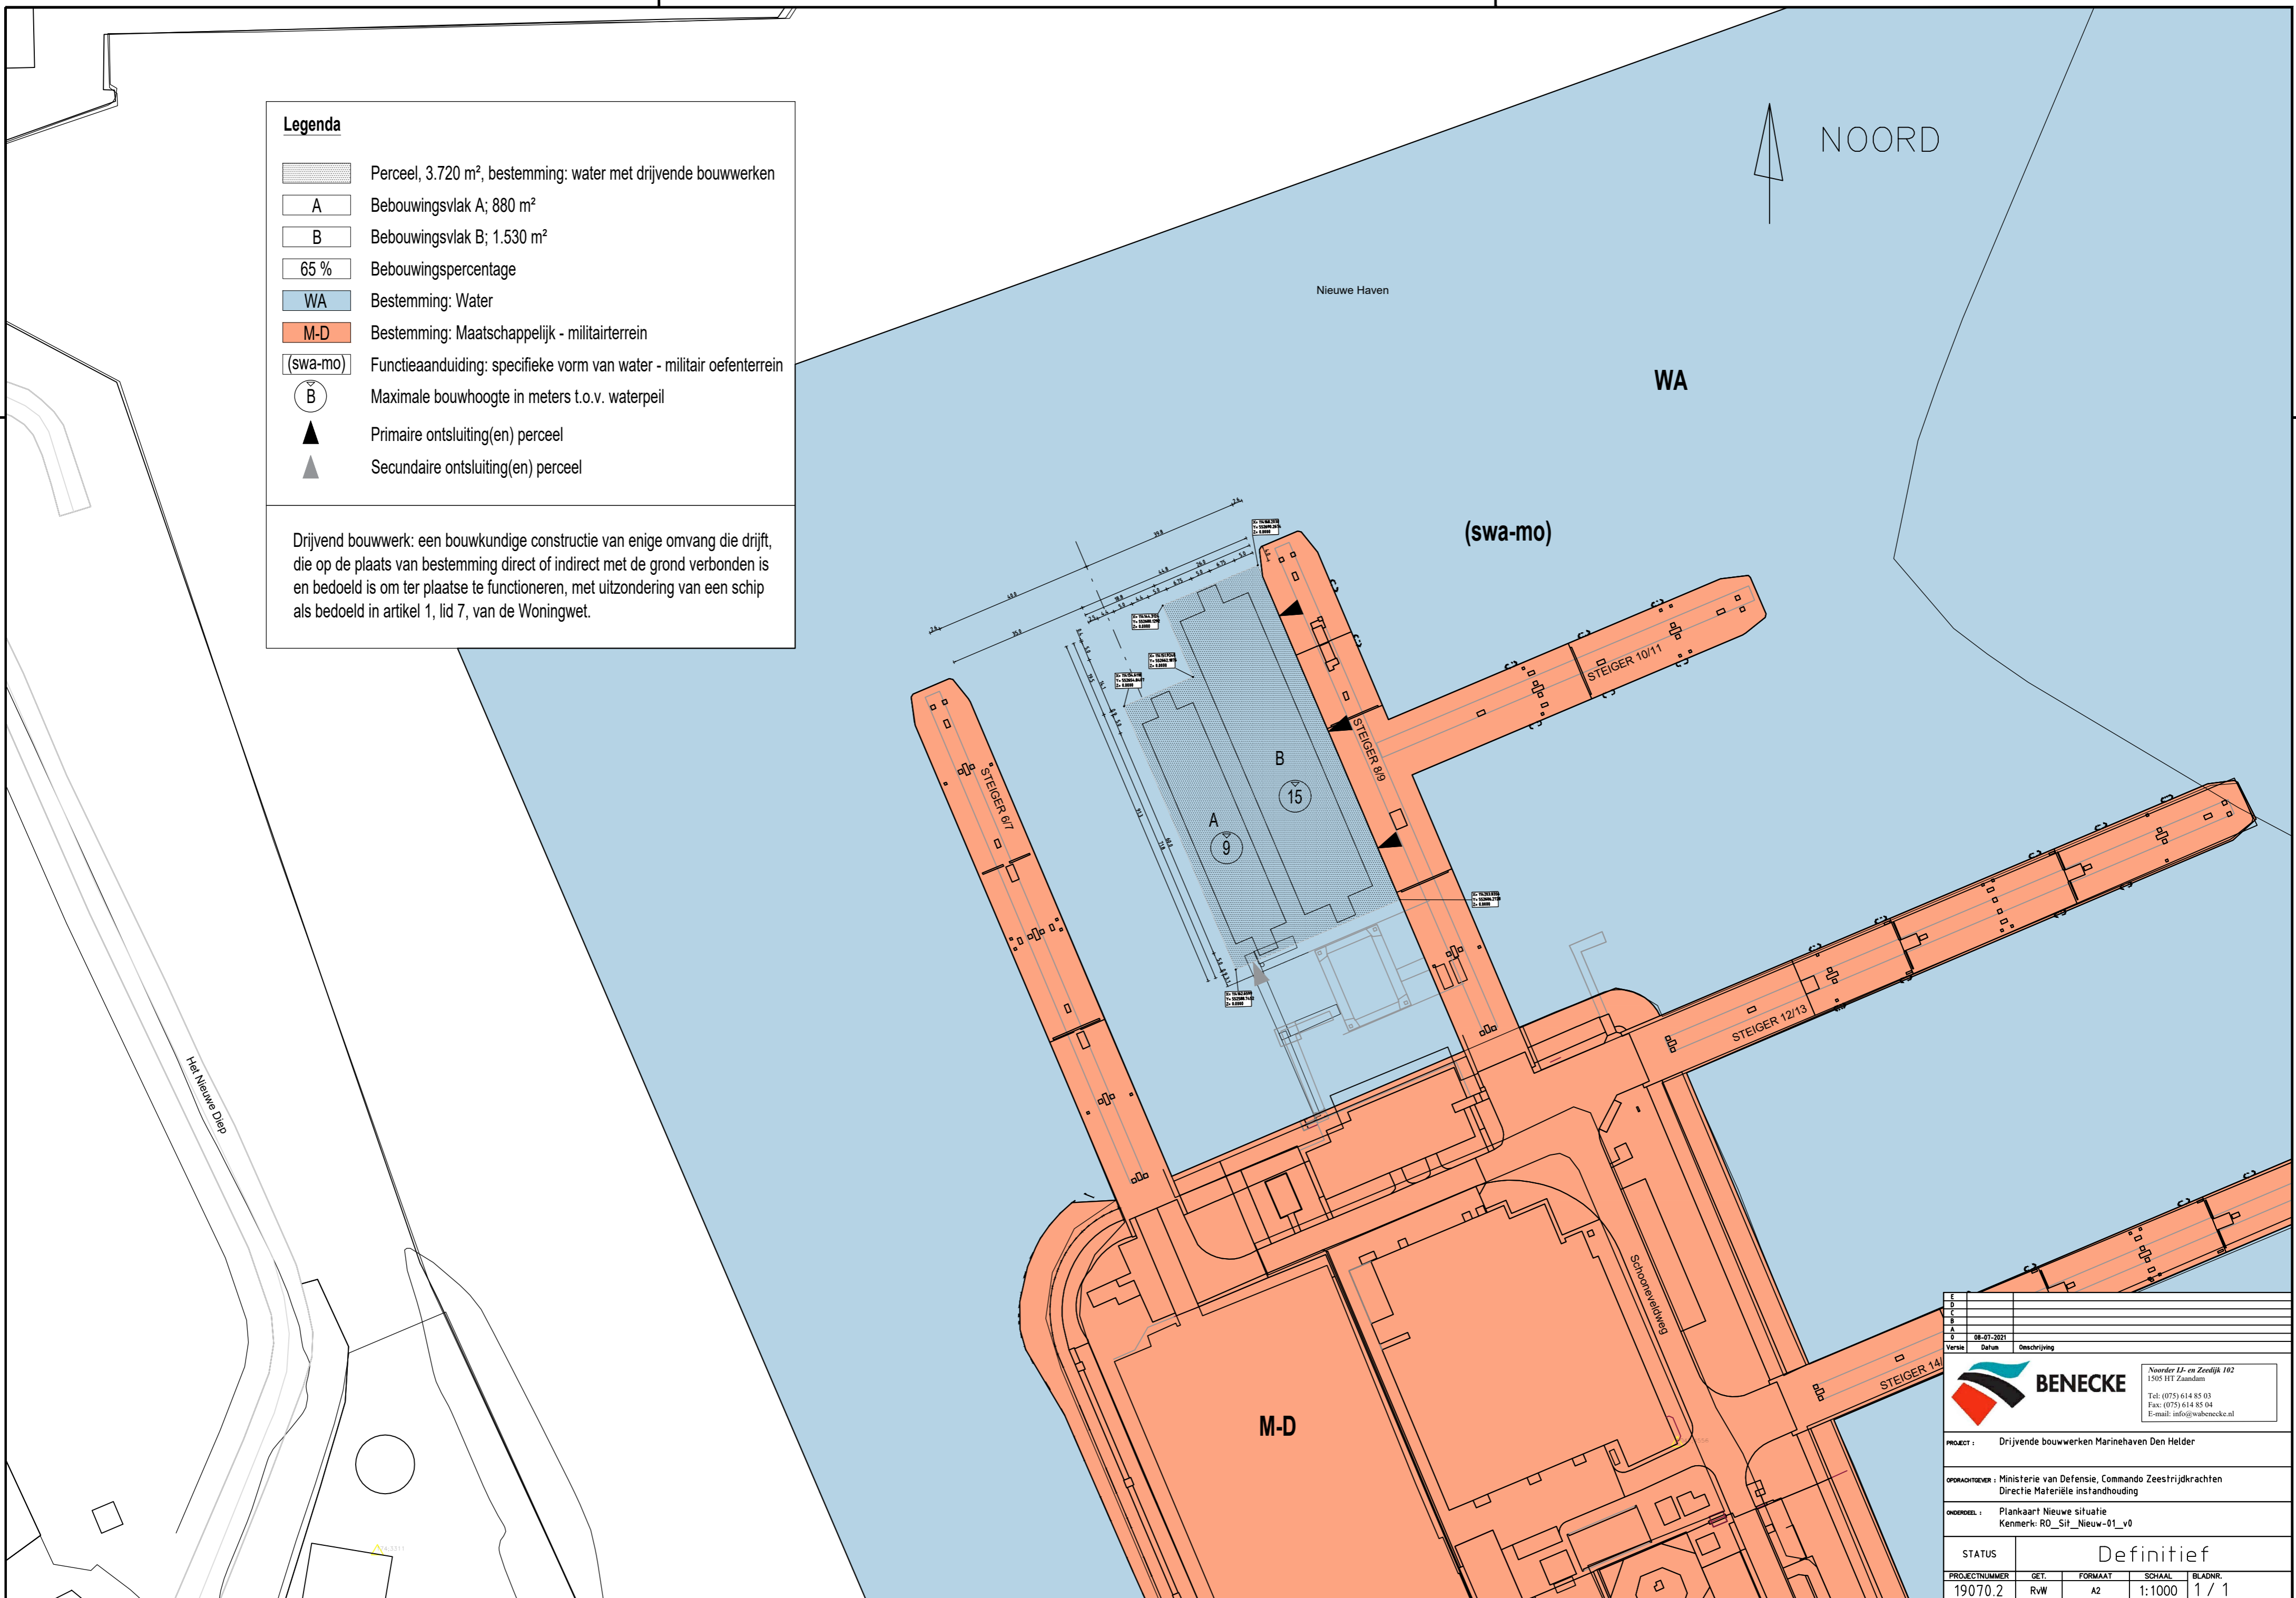 Legenda
Perceel, 3.720 m², bestemming: water met drijvende bouwwerken
A
Bebouwingsvlak A; 880 m²
B
Bebouwingsvlak B; 1.530 m²
65 %
Bebouwingspercentage
WA
Bestemming: Water
M-D
Bestemming: Maatschappelijk - militairterrein
(swa-mo)
Functieaanduiding: specifieke vorm van water - militair oefenterrein
B
Maximale bouwhoogte in meters t.o.v. waterpeil
Primaire ontsluiting(en) perceel
Secundaire ontsluiting(en) perceel
Drijvend bouwwerk: een bouwkundige constructie van enige omvang die drijft,
die op de plaats van bestemming direct of indirect met de grond verbonden is
en bedoeld is om ter plaatse te functioneren, met uitzondering van een schip
als bedoeld in artikel 1, lid 7, van de Woningwet.
NOORD
Nieuwe Haven
WA
(swa-mo)
STEIGER 10/11
STEIGER 8/9
STEIGER 6/7
B
15
A
9
STEIGER 12/13
Het Nieuwe Diep
Schooneveldweg
STEIGER 14/
M-D
E
D
C
B
A
0 08-07-2021
Versie Datum Omschrijving
BENECKE
Noorder IJ- en Zeedijk 102
1505 HT Zaandam
Tel: (075) 614 85 03
Fax: (075) 614 85 04
E-mail: info@wabenecke.nl
PROJECT : Drijvende bouwwerken Marinehaven Den Helder
OPDRACHTGEVER : Ministerie van Defensie, Commando Zeestrijdkrachten
Directie Materiële instandhouding
ONDERDEEL : Plankaart Nieuwe situatie
Kenmerk: RO_Sit_Nieuw-01_v0
STATUS Definitief
PROJECTNUMMER GET. FORMAAT SCHAAL BLADNR.
19070.2 RvW A2 1:1000 1 / 1